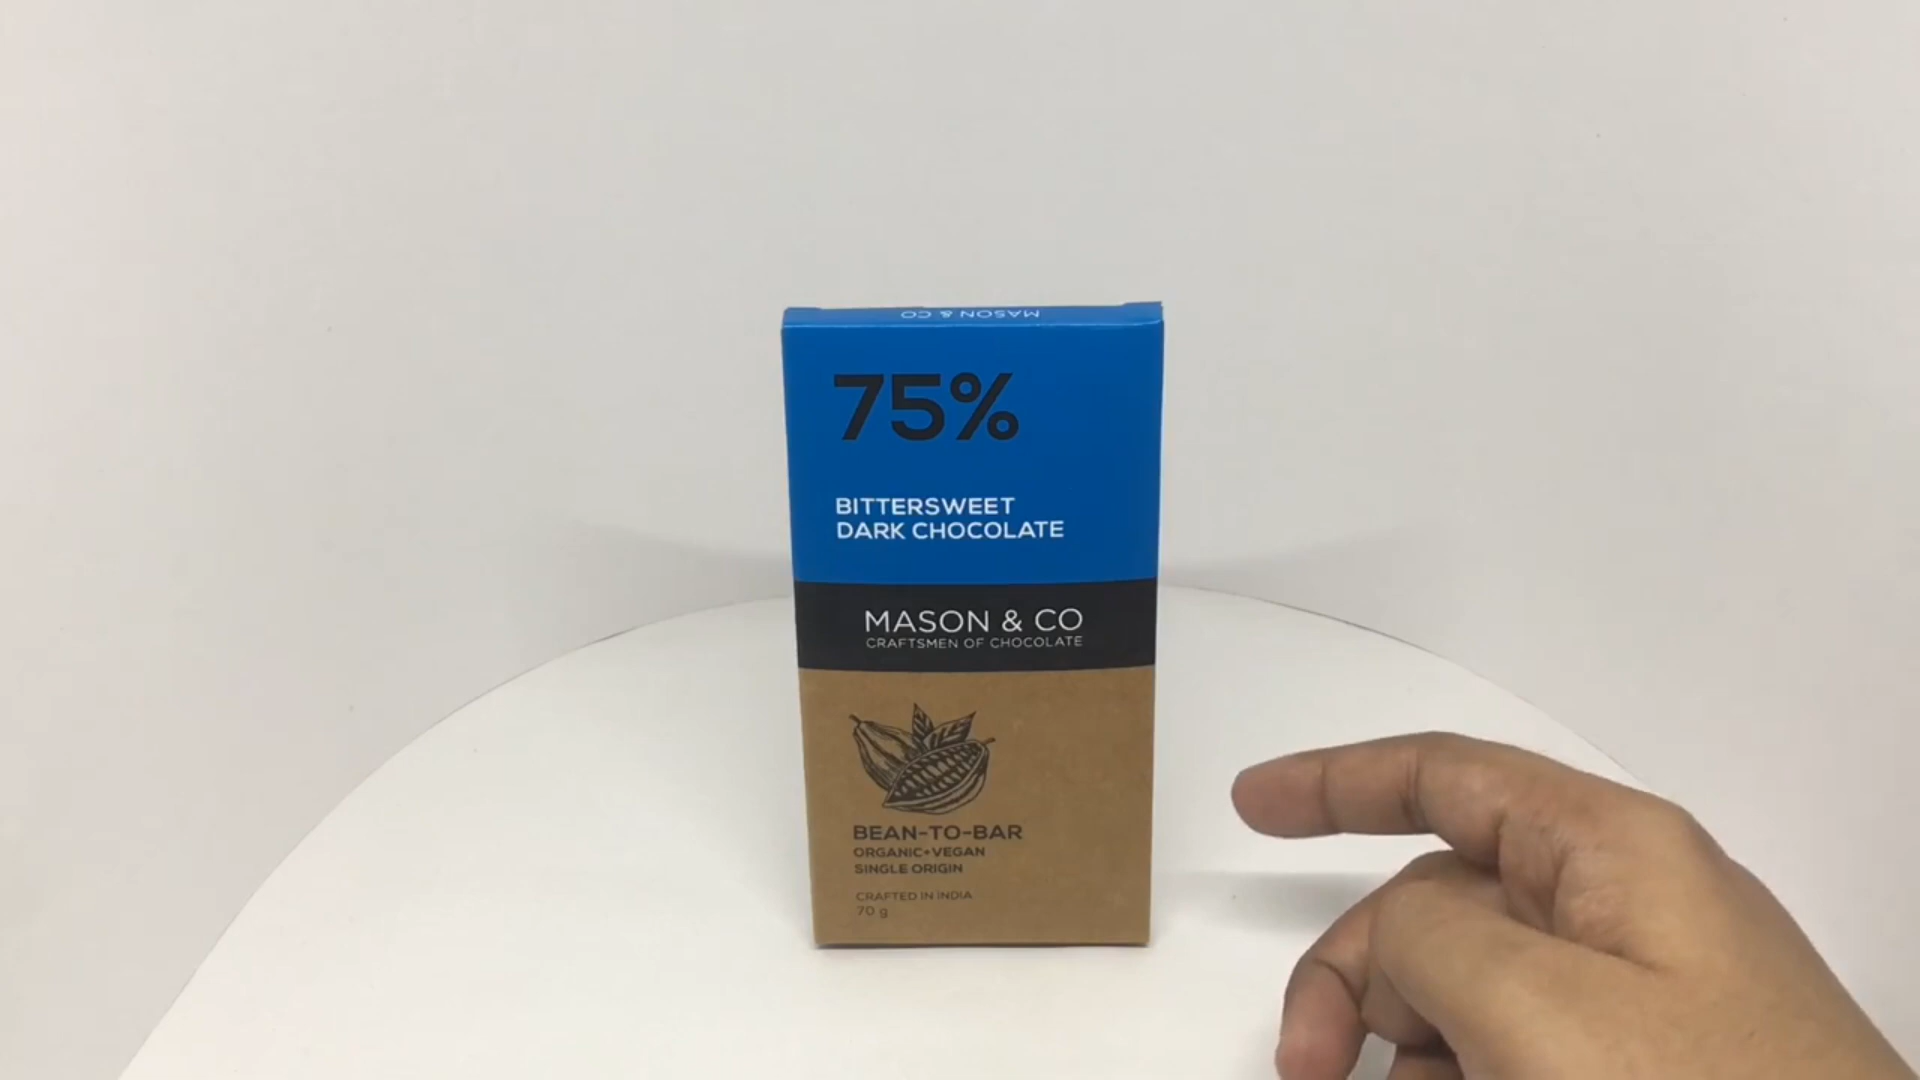 MASON & CO
75%
BITTERSWEET
DARK CHOCOLATE
MASON & CO
CRAFTSMEN OF CHOCOLATE
BEAN-TO-BAR
ORGANIC+VEGAN
SINGLE ORIGIN
CRAFTED IN INDIA
70 g